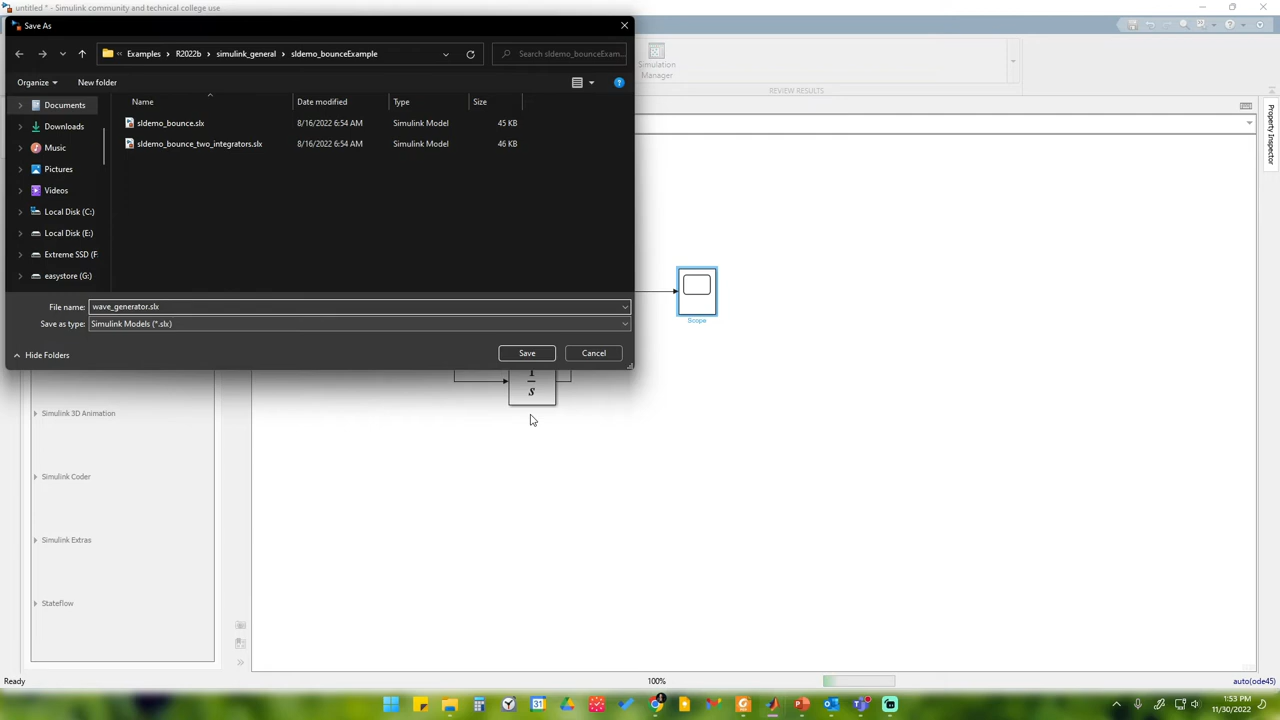 untitled * - Simulink community and technical college use
Save As
« Examples › R2022b › simulink_general › sldemo_bounceExample
Search sldemo_bounceExam...
Organize
New folder
Name
Date modified
Type
Size
Documents
sldemo_bounce.slx
8/16/2022 6:54 AM
Simulink Model
45 KB
Downloads
sldemo_bounce_two_integrators.slx
8/16/2022 6:54 AM
Simulink Model
46 KB
Music
Pictures
Videos
Local Disk (C:)
Local Disk (E:)
Extreme SSD (F
easystore (G:)
File name:
wave_generator.slx
Save as type:
Simulink Models (*.slx)
Hide Folders
Save
Cancel
Simulation
Manager
REVIEW RESULTS
Property Inspector
Scope
1
s
Simulink 3D Animation
Simulink Coder
Simulink Extras
Stateflow
Ready
100%
auto(ode45)
31
1:53 PM
11/30/2022